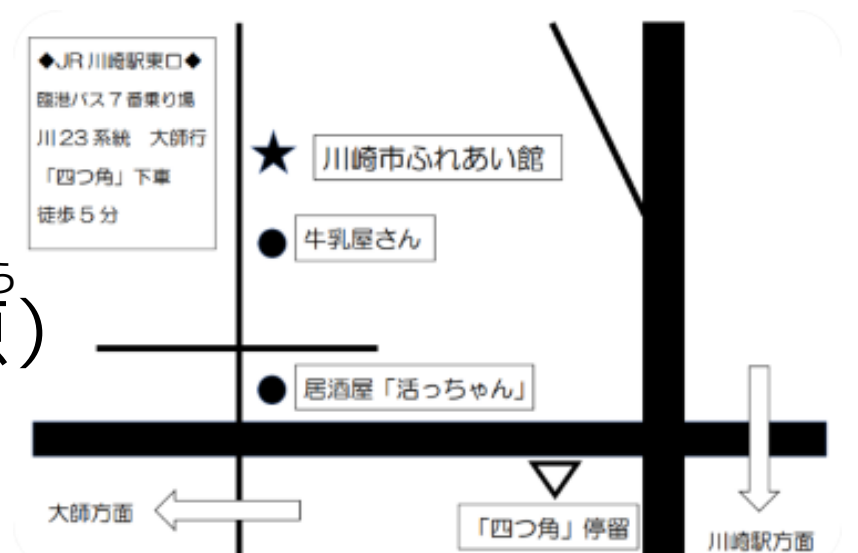 ◆JR川崎駅東口◆
臨港バス7番乗り場
川23系統 大師行
「四つ角」下車
徒歩5分
川崎市ふれあい館
牛乳屋さん
ら
)
居酒屋「活っちゃん」
大師方面
「四つ角」停留
川崎駅方面